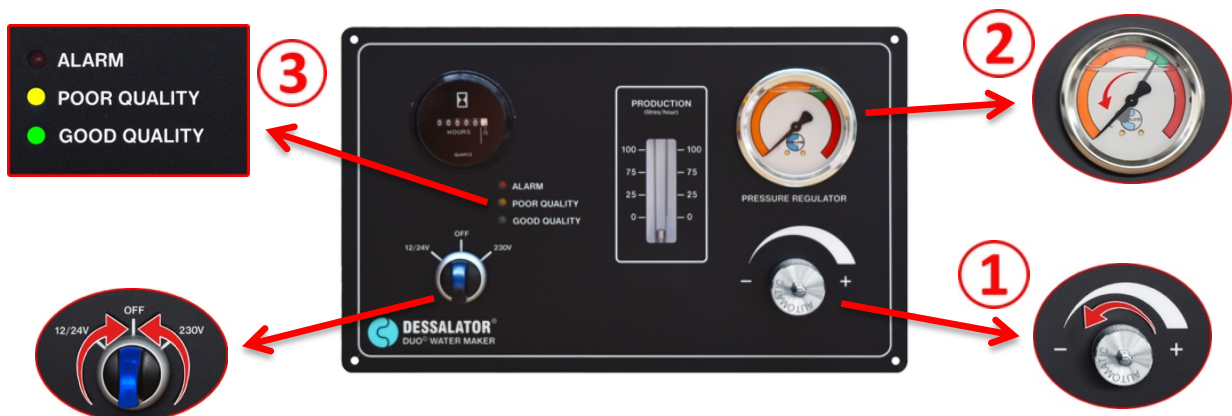 ALARM
POOR QUALITY
GOOD QUALITY
3
HOURS
QUARTZ
ALARM
POOR QUALITY
GOOD QUALITY
OFF
12/24V
230V
DESSALATOR®
DUO© WATER MAKER
PRODUCTION
(litres/hour)
100 100
75 75
25 25
0 0
PRESSURE REGULATOR
- +
AUTOMATIC
2
1
- +
AUTOMATIC
OFF
12/24V
230V